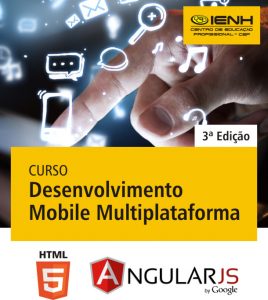 IENH
CENTRO DE EDUCAÇÃO
PROFISSIONAL - CEP
3ª Edição
CURSO
Desenvolvimento
Mobile Multiplataforma
HTML
5
ANGULARJS
by Google